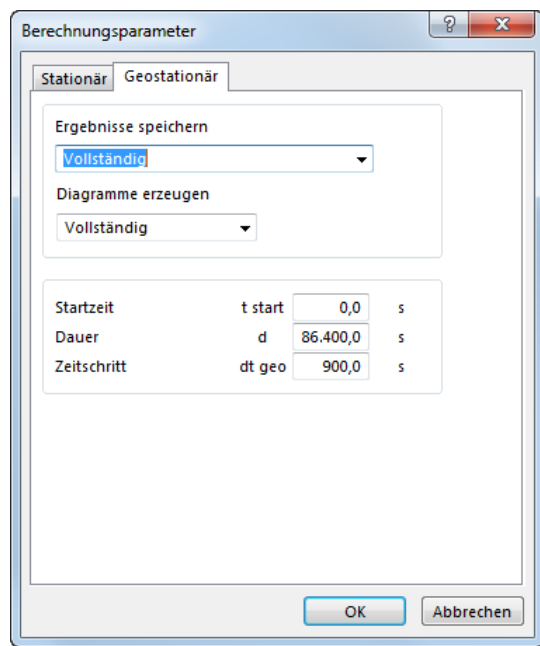 Berechnungsparameter
Stationär Geostationär
Ergebnisse speichern
Vollständig
Diagramme erzeugen
Vollständig
Startzeit t start 0,0 s
Dauer d 86.400,0 s
Zeitschritt dt geo 900,0 s
OK Abbrechen